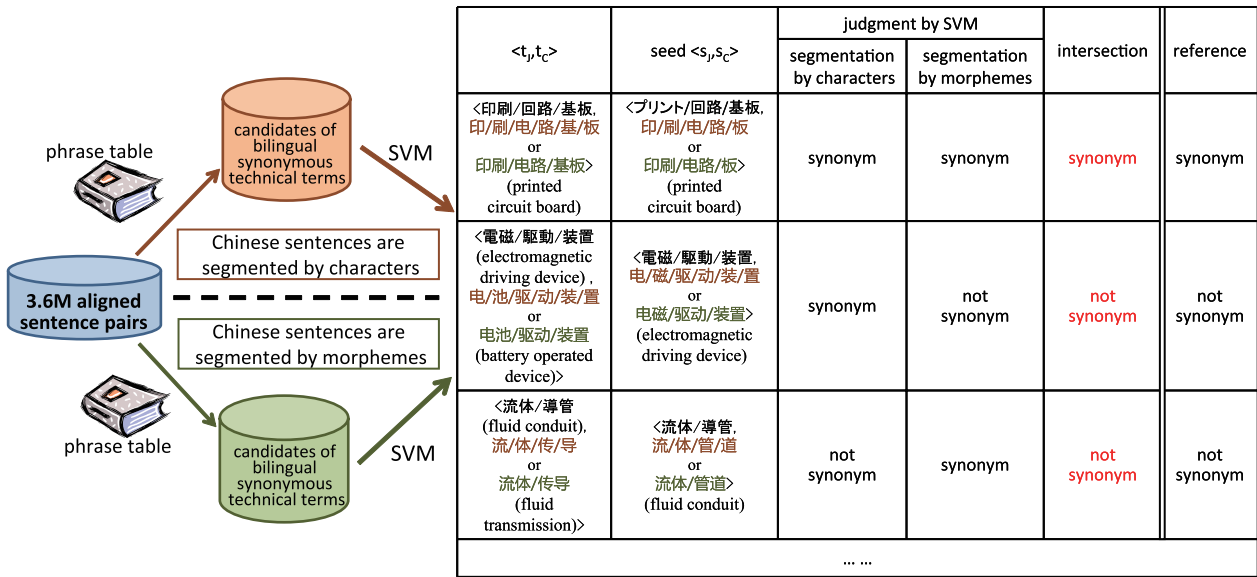 phrase table
candidates of
bilingual
synonymous
technical terms
SVM
Chinese sentences are
segmented by characters
3.6M aligned
sentence pairs
Chinese sentences are
segmented by morphemes
phrase table
candidates of
bilingual
synonymous
technical terms
SVM
<tJ,tC>
seed <sJ,sC>
judgment by SVM
segmentation
by characters
segmentation
by morphemes
intersection
reference
<印刷/回路/基板,
印/刷/电/路/基/板
or
印刷/电路/基板>
(printed
circuit board)
<プリント/回路/基板,
印/刷/电/路/板
or
印刷/电路/板>
(printed
circuit board)
synonym
synonym
synonym
synonym
<電磁/駆動/装置
(electromagnetic
driving device) ,
电/池/驱/动/装/置
or
电池/驱动/装置
(battery operated
device)>
<電磁/駆動/装置,
电/磁/驱/动/装/置
or
电磁/驱动/装置>
(electromagnetic
driving device)
synonym
not
synonym
not
synonym
not
synonym
<流体/導管
(fluid conduit),
流/体/传/导
or
流体/传导
(fluid
transmission)>
<流体/導管,
流/体/管/道
or
流体/管道>
(fluid conduit)
not
synonym
synonym
not
synonym
not
synonym
... ...